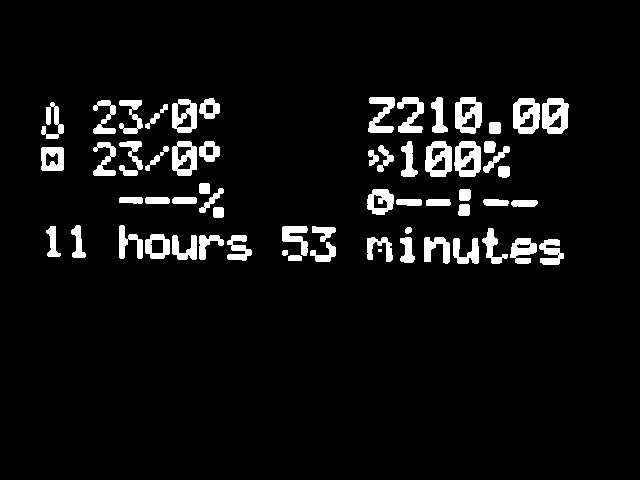 23/0° Z210.00
23/0° 100%
---% --:--
11 hours 53 minutes